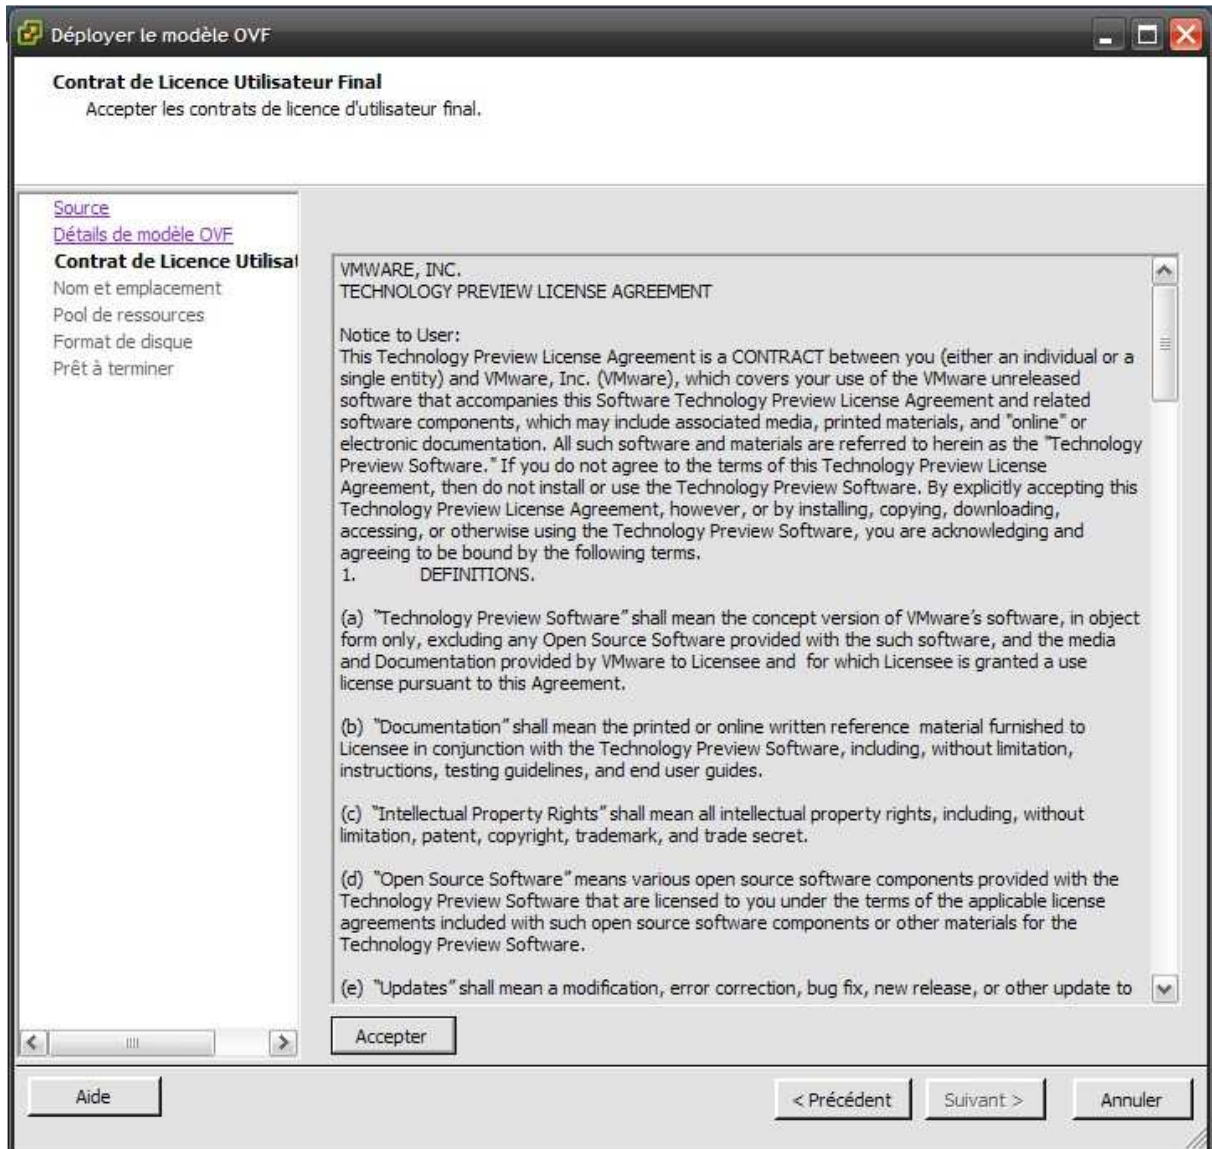 Déployer le modèle OVF
Contrat de Licence Utilisateur Final
Accepter les contrats de licence d'utilisateur final.
Source
Détails de modèle OVF
Contrat de Licence Utilisat
Nom et emplacement
Pool de ressources
Format de disque
Prêt à terminer
VMWARE, INC.
TECHNOLOGY PREVIEW LICENSE AGREEMENT
Notice to User:
This Technology Preview License Agreement is a CONTRACT between you (either an individual or a
single entity) and VMware, Inc. (VMware), which covers your use of the VMware unreleased
software that accompanies this Software Technology Preview License Agreement and related
software components, which may include associated media, printed materials, and "online" or
electronic documentation. All such software and materials are referred to herein as the "Technology
Preview Software." If you do not agree to the terms of this Technology Preview License
Agreement, then do not install or use the Technology Preview Software. By explicitly accepting this
Technology Preview License Agreement, however, or by installing, copying, downloading,
accessing, or otherwise using the Technology Preview Software, you are acknowledging and
agreeing to be bound by the following terms.
1. DEFINITIONS.
(a) “Technology Preview Software” shall mean the concept version of VMware’s software, in object
form only, excluding any Open Source Software provided with the such software, and the media
and Documentation provided by VMware to Licensee and for which Licensee is granted a use
license pursuant to this Agreement.
(b) “Documentation” shall mean the printed or online written reference material furnished to
Licensee in conjunction with the Technology Preview Software, including, without limitation,
instructions, testing guidelines, and end user guides.
(c) “Intellectual Property Rights” shall mean all intellectual property rights, including, without
limitation, patent, copyright, trademark, and trade secret.
(d) “Open Source Software” means various open source software components provided with the
Technology Preview Software that are licensed to you under the terms of the applicable license
agreements included with such open source software components or other materials for the
Technology Preview Software.
(e) “Updates” shall mean a modification, error correction, bug fix, new release, or other update to
Accepter
Aide
< Précédent
Suivant >
Annuler